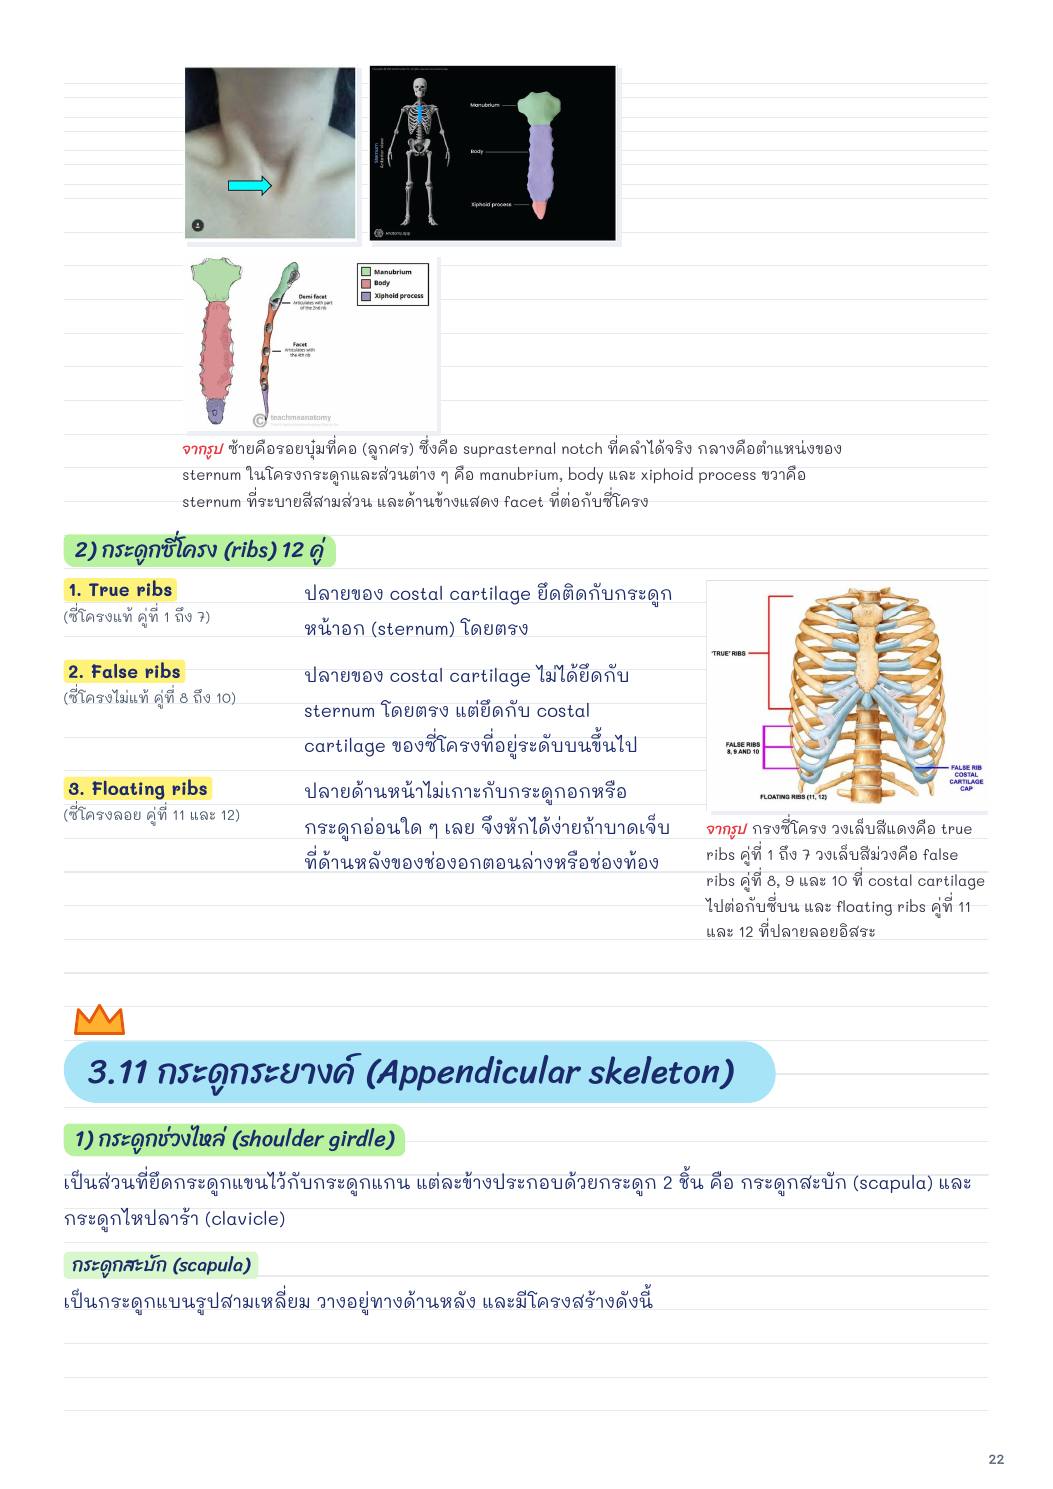 Manubrium
Body
Xiphoid process
Sternum
Anterior view
Anatomy.app
Manubrium
Body
Xiphoid process
Demi facet
Articulates with part
of the 2nd rib
Facet
Articulates with
the 4th rib
© teachmeanatomy
จากรูป ซ้ายคือรอยบุ๋มที่คอ (ลูกศร) ซึ่งคือ suprasternal notch ที่คลำได้จริง กลางคือตำแหน่งของ
sternum ในโครงกระดูกและส่วนต่าง ๆ คือ manubrium, body และ xiphoid process ขวาคือ
sternum ที่ระบายสีสามส่วน และด้านข้างแสดง facet ที่ต่อกับซี่โครง
2) กระดูกซี่โครง (ribs) 12 คู่
1. True ribs
(ซี่โครงแท้ คู่ที่ 1 ถึง 7)
ปลายของ costal cartilage ยึดติดกับกระดูก
หน้าอก (sternum) โดยตรง
2. False ribs
(ซี่โครงไม่แท้ คู่ที่ 8 ถึง 10)
ปลายของ costal cartilage ไม่ได้ยึดกับ
sternum โดยตรง แต่ยึดกับ costal
cartilage ของซี่โครงที่อยู่ระดับบนขึ้นไป
3. Floating ribs
(ซี่โครงลอย คู่ที่ 11 และ 12)
ปลายด้านหน้าไม่เกาะกับกระดูกอกหรือ
กระดูกอ่อนใด ๆ เลย จึงหักได้ง่ายถ้าบาดเจ็บ
ที่ด้านหลังของช่องอกตอนล่างหรือช่องท้อง
'TRUE' RIBS
FALSE RIBS
8, 9 AND 10
FALSE RIB
COSTAL
CARTILAGE
CAP
FLOATING RIBS (11, 12)
จากรูป กรงซี่โครง วงเล็บสีแดงคือ true
ribs คู่ที่ 1 ถึง 7 วงเล็บสีม่วงคือ false
ribs คู่ที่ 8, 9 และ 10 ที่ costal cartilage
ไปต่อกับซี่บน และ floating ribs คู่ที่ 11
และ 12 ที่ปลายลอยอิสระ
3.11 กระดูกระยางค์ (Appendicular skeleton)
1) กระดูกช่วงไหล่ (shoulder girdle)
เป็นส่วนที่ยึดกระดูกแขนไว้กับกระดูกแกน แต่ละข้างประกอบด้วยกระดูก 2 ชิ้น คือ กระดูกสะบัก (scapula) และ
กระดูกไหปลาร้า (clavicle)
กระดูกสะบัก (scapula)
เป็นกระดูกแบนรูปสามเหลี่ยม วางอยู่ทางด้านหลัง และมีโครงสร้างดังนี้
22